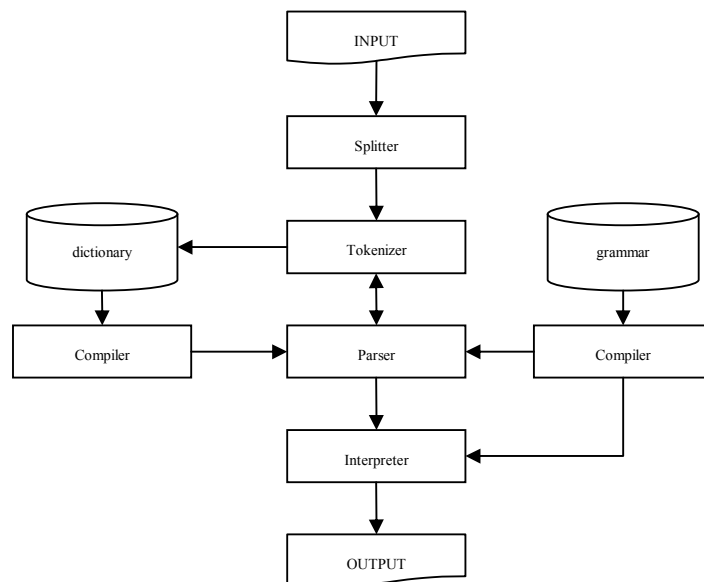 INPUT
Splitter
dictionary
Tokenizer
grammar
Compiler
Parser
Compiler
Interpreter
OUTPUT